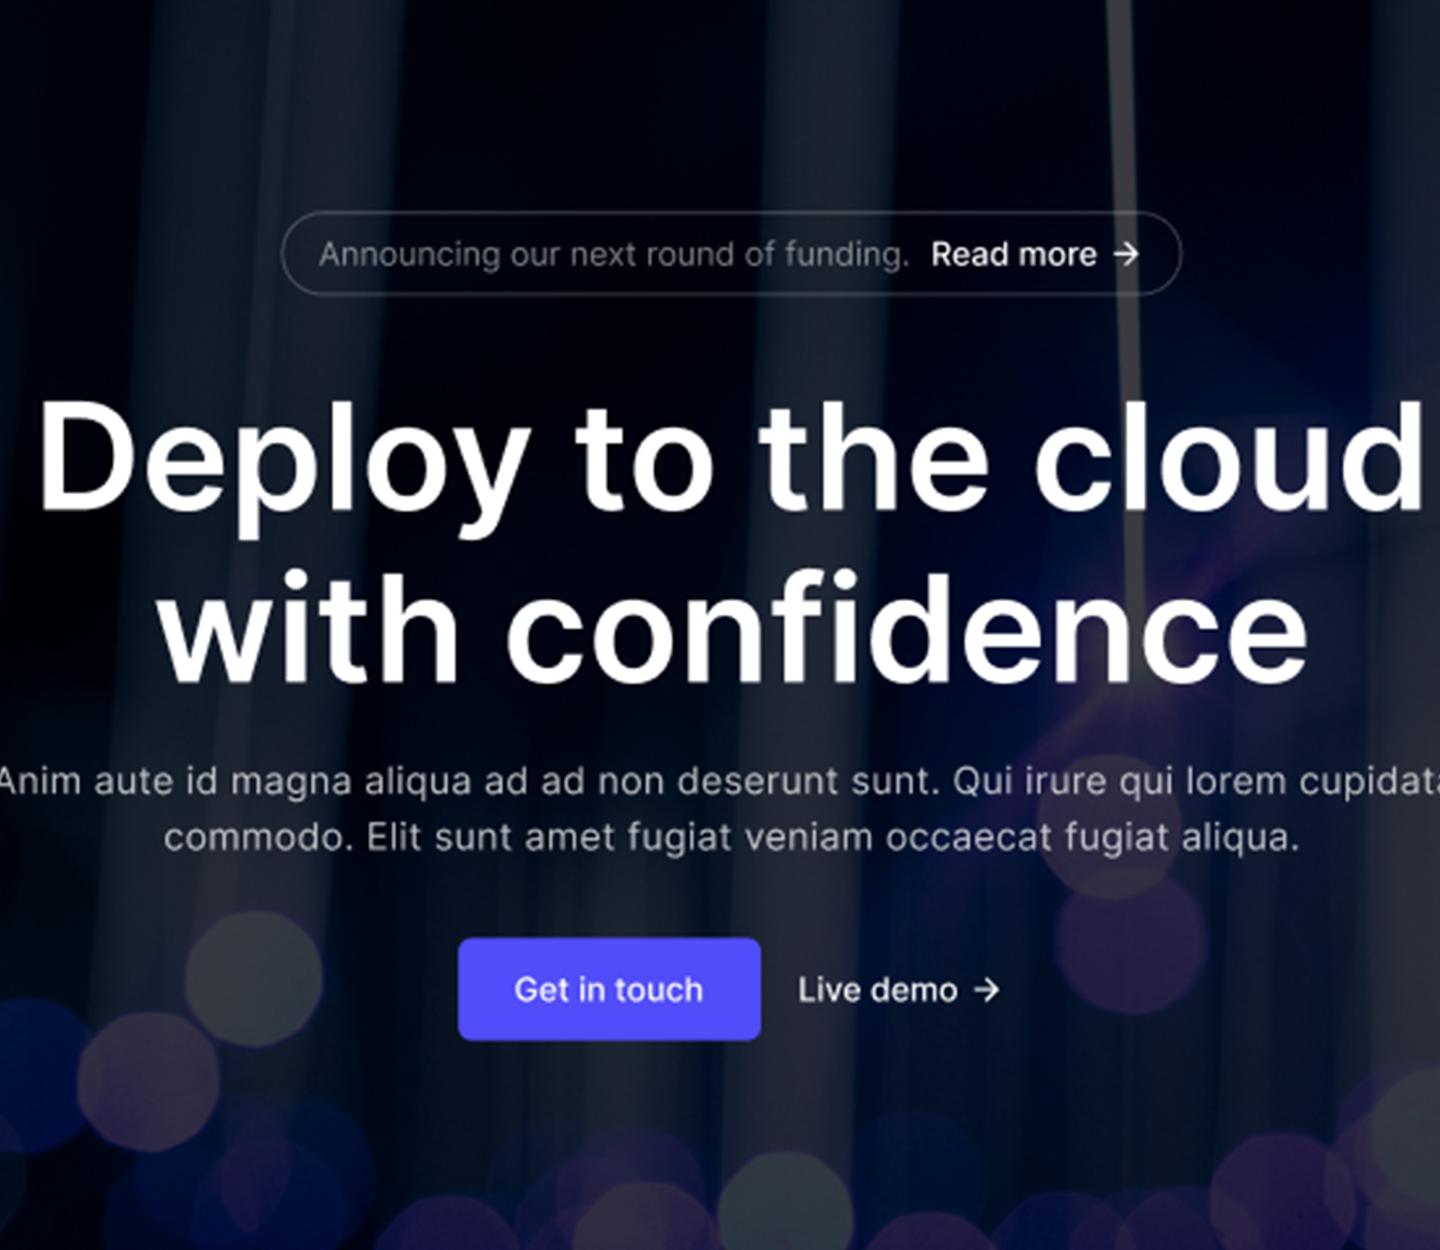 Announcing our next round of funding. Read more →
Deploy to the cloud
with confidence
Anim aute id magna aliqua ad ad non deserunt sunt. Qui irure qui lorem
commodo. Elit sunt amet fugiat veniam occaecat fugiat aliqua.
Get in touch Live demo →